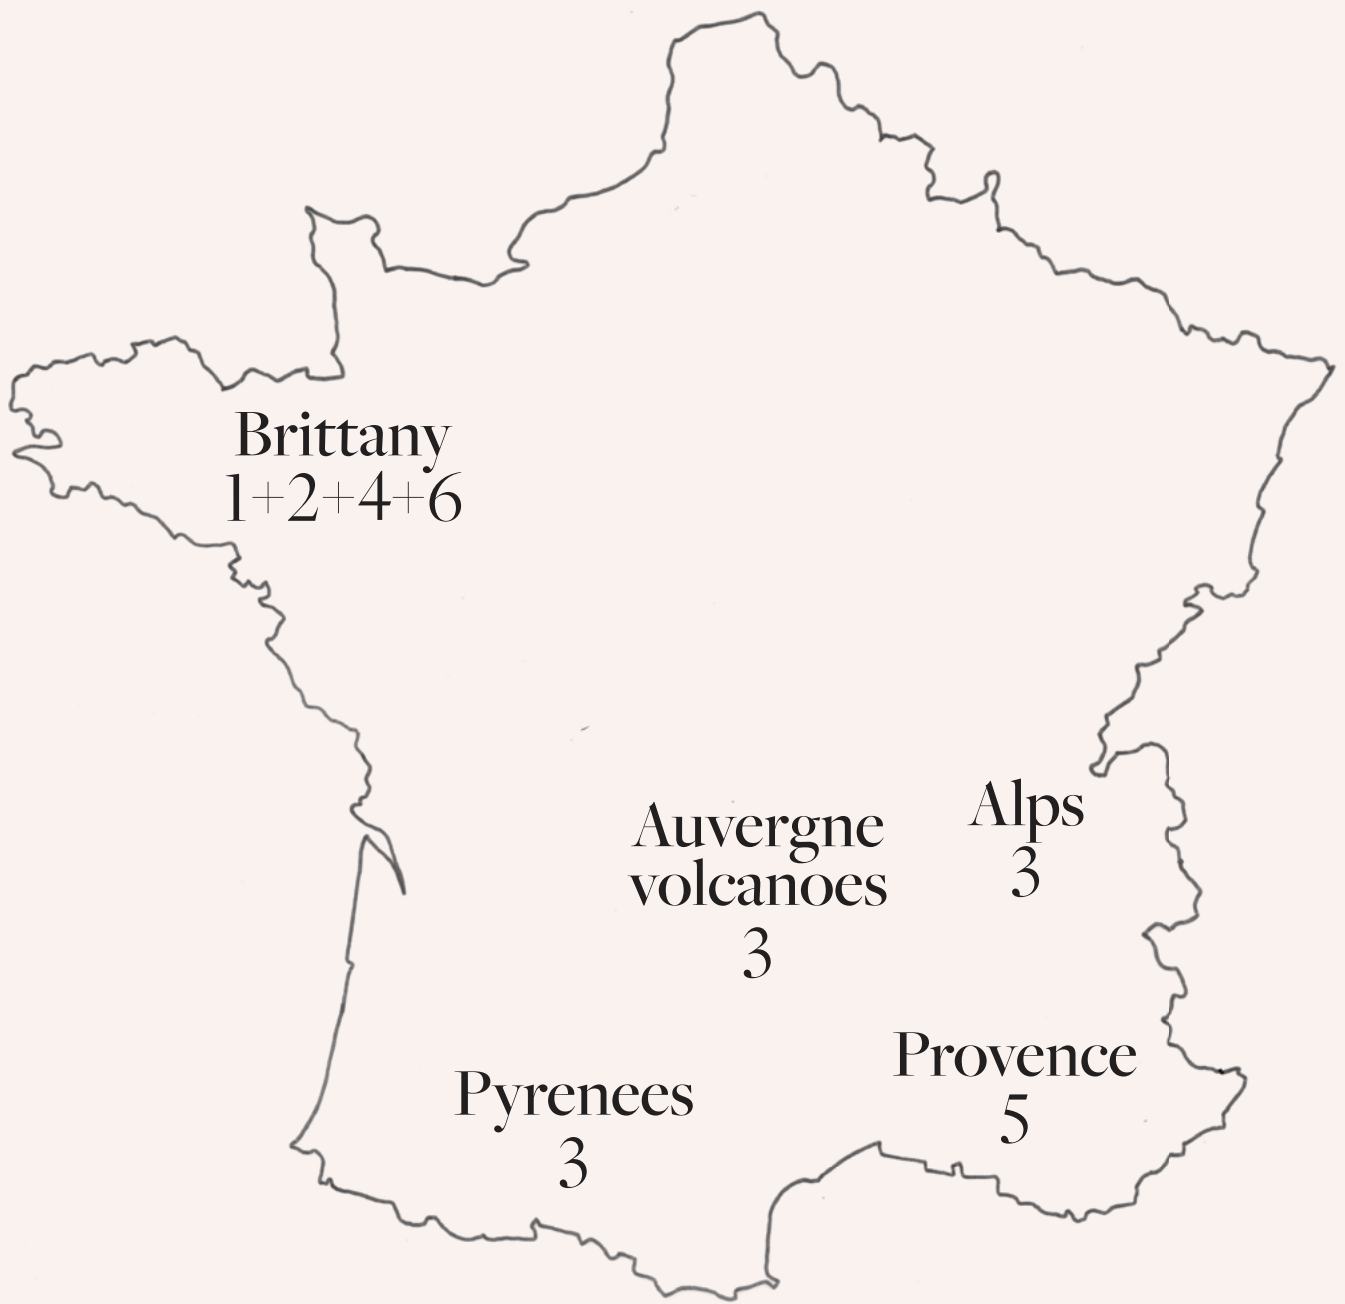 Brittany
1+2+4+6
Auvergne
volcanoes
3
Alps
3
Provence
5
Pyrenees
3